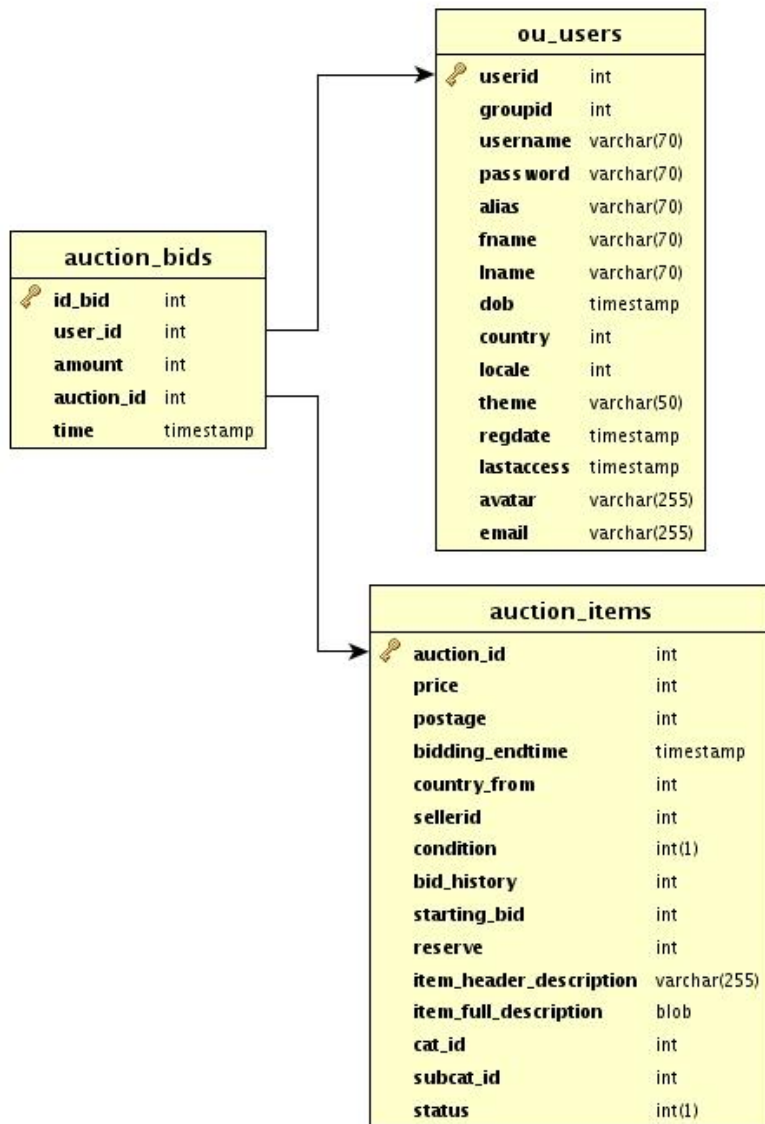 ou_users
userid int
groupid int
username varchar(70)
password varchar(70)
alias varchar(70)
fname varchar(70)
lname varchar(70)
dob timestamp
country int
locale int
theme varchar(50)
regdate timestamp
lastaccess timestamp
avatar varchar(255)
email varchar(255)
auction_bids
id_bid int
user_id int
amount int
auction_id int
time timestamp
auction_items
auction_id int
price int
postage int
bidding_endtime timestamp
country_from int
sellerid int
condition int(1)
bid_history int
starting_bid int
reserve int
item_header_description varchar(255)
item_full_description blob
cat_id int
subcat_id int
status int(1)